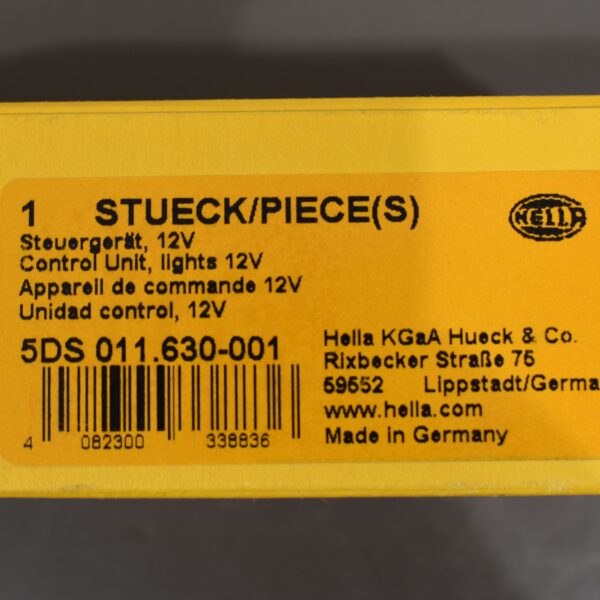 1 STUECK/PIECE(S)
HELLA
Steuergerät, 12V
Control Unit, lights 12V
Appareil de commande 12V
Unidad control, 12V
5DS 011.630-001
4 082300 338836
Hella KGaA Hueck & Co.
Rixbecker Straße 75
59552 Lippstadt/Germa
www.hella.com
Made in Germany